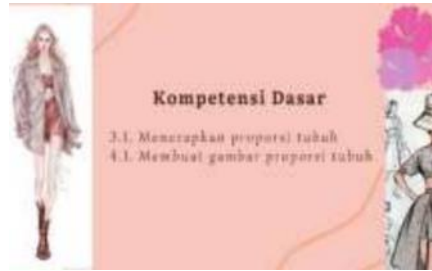 Kompetensi Dasar
3.1. Menerapkan proporsi tubuh
4.1. Membuat gambar proporsi tubuh